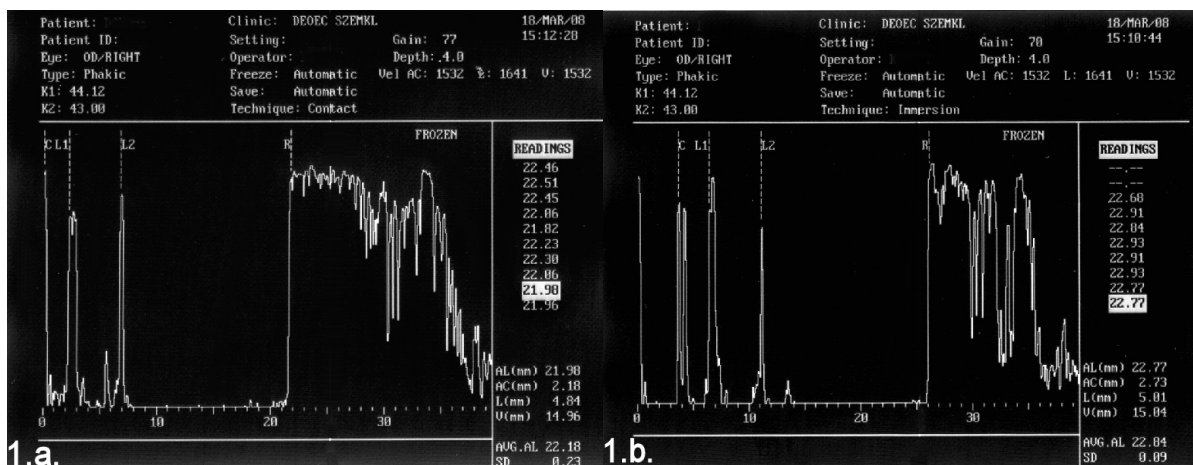 Patient:
Clinic: DEOEC SZEMKL
18/MAR/08
Patient ID:
Setting:
Gain: 77
15:12:28
Eye: OD/RIGHT
Operator:
Depth: 4.0
Type: Phakic
Freeze: Automatic
Vel AC: 1532 L: 1641 V: 1532
K1: 44.12
Save: Automatic
K2: 43.00
Technique: Contact
FROZEN
C L1 L2 R
READINGS
22.46
22.51
22.45
22.06
21.82
22.23
22.30
22.06
21.98
21.96
AL(mm) 21.98
AC(mm) 2.18
L(mm) 4.84
V(mm) 14.96
0 10 20 30
AVG.AL 22.18
SD 0.23
1.a.
Patient:
Clinic: DEOEC SZEMKL
18/MAR/08
Patient ID:
Setting:
Gain: 70
15:10:44
Eye: OD/RIGHT
Operator:
Depth: 4.0
Type: Phakic
Freeze: Automatic
Vel AC: 1532 L: 1641 V: 1532
K1: 44.12
Save: Automatic
K2: 43.00
Technique: Immersion
FROZEN
C L1 L2 R
READINGS
--.--
--.--
22.68
22.91
22.84
22.93
22.91
22.93
22.77
22.77
AL(mm) 22.77
AC(mm) 2.73
L(mm) 5.01
V(mm) 15.04
0 10 20 30
AVG.AL 22.84
SD 0.09
1.b.